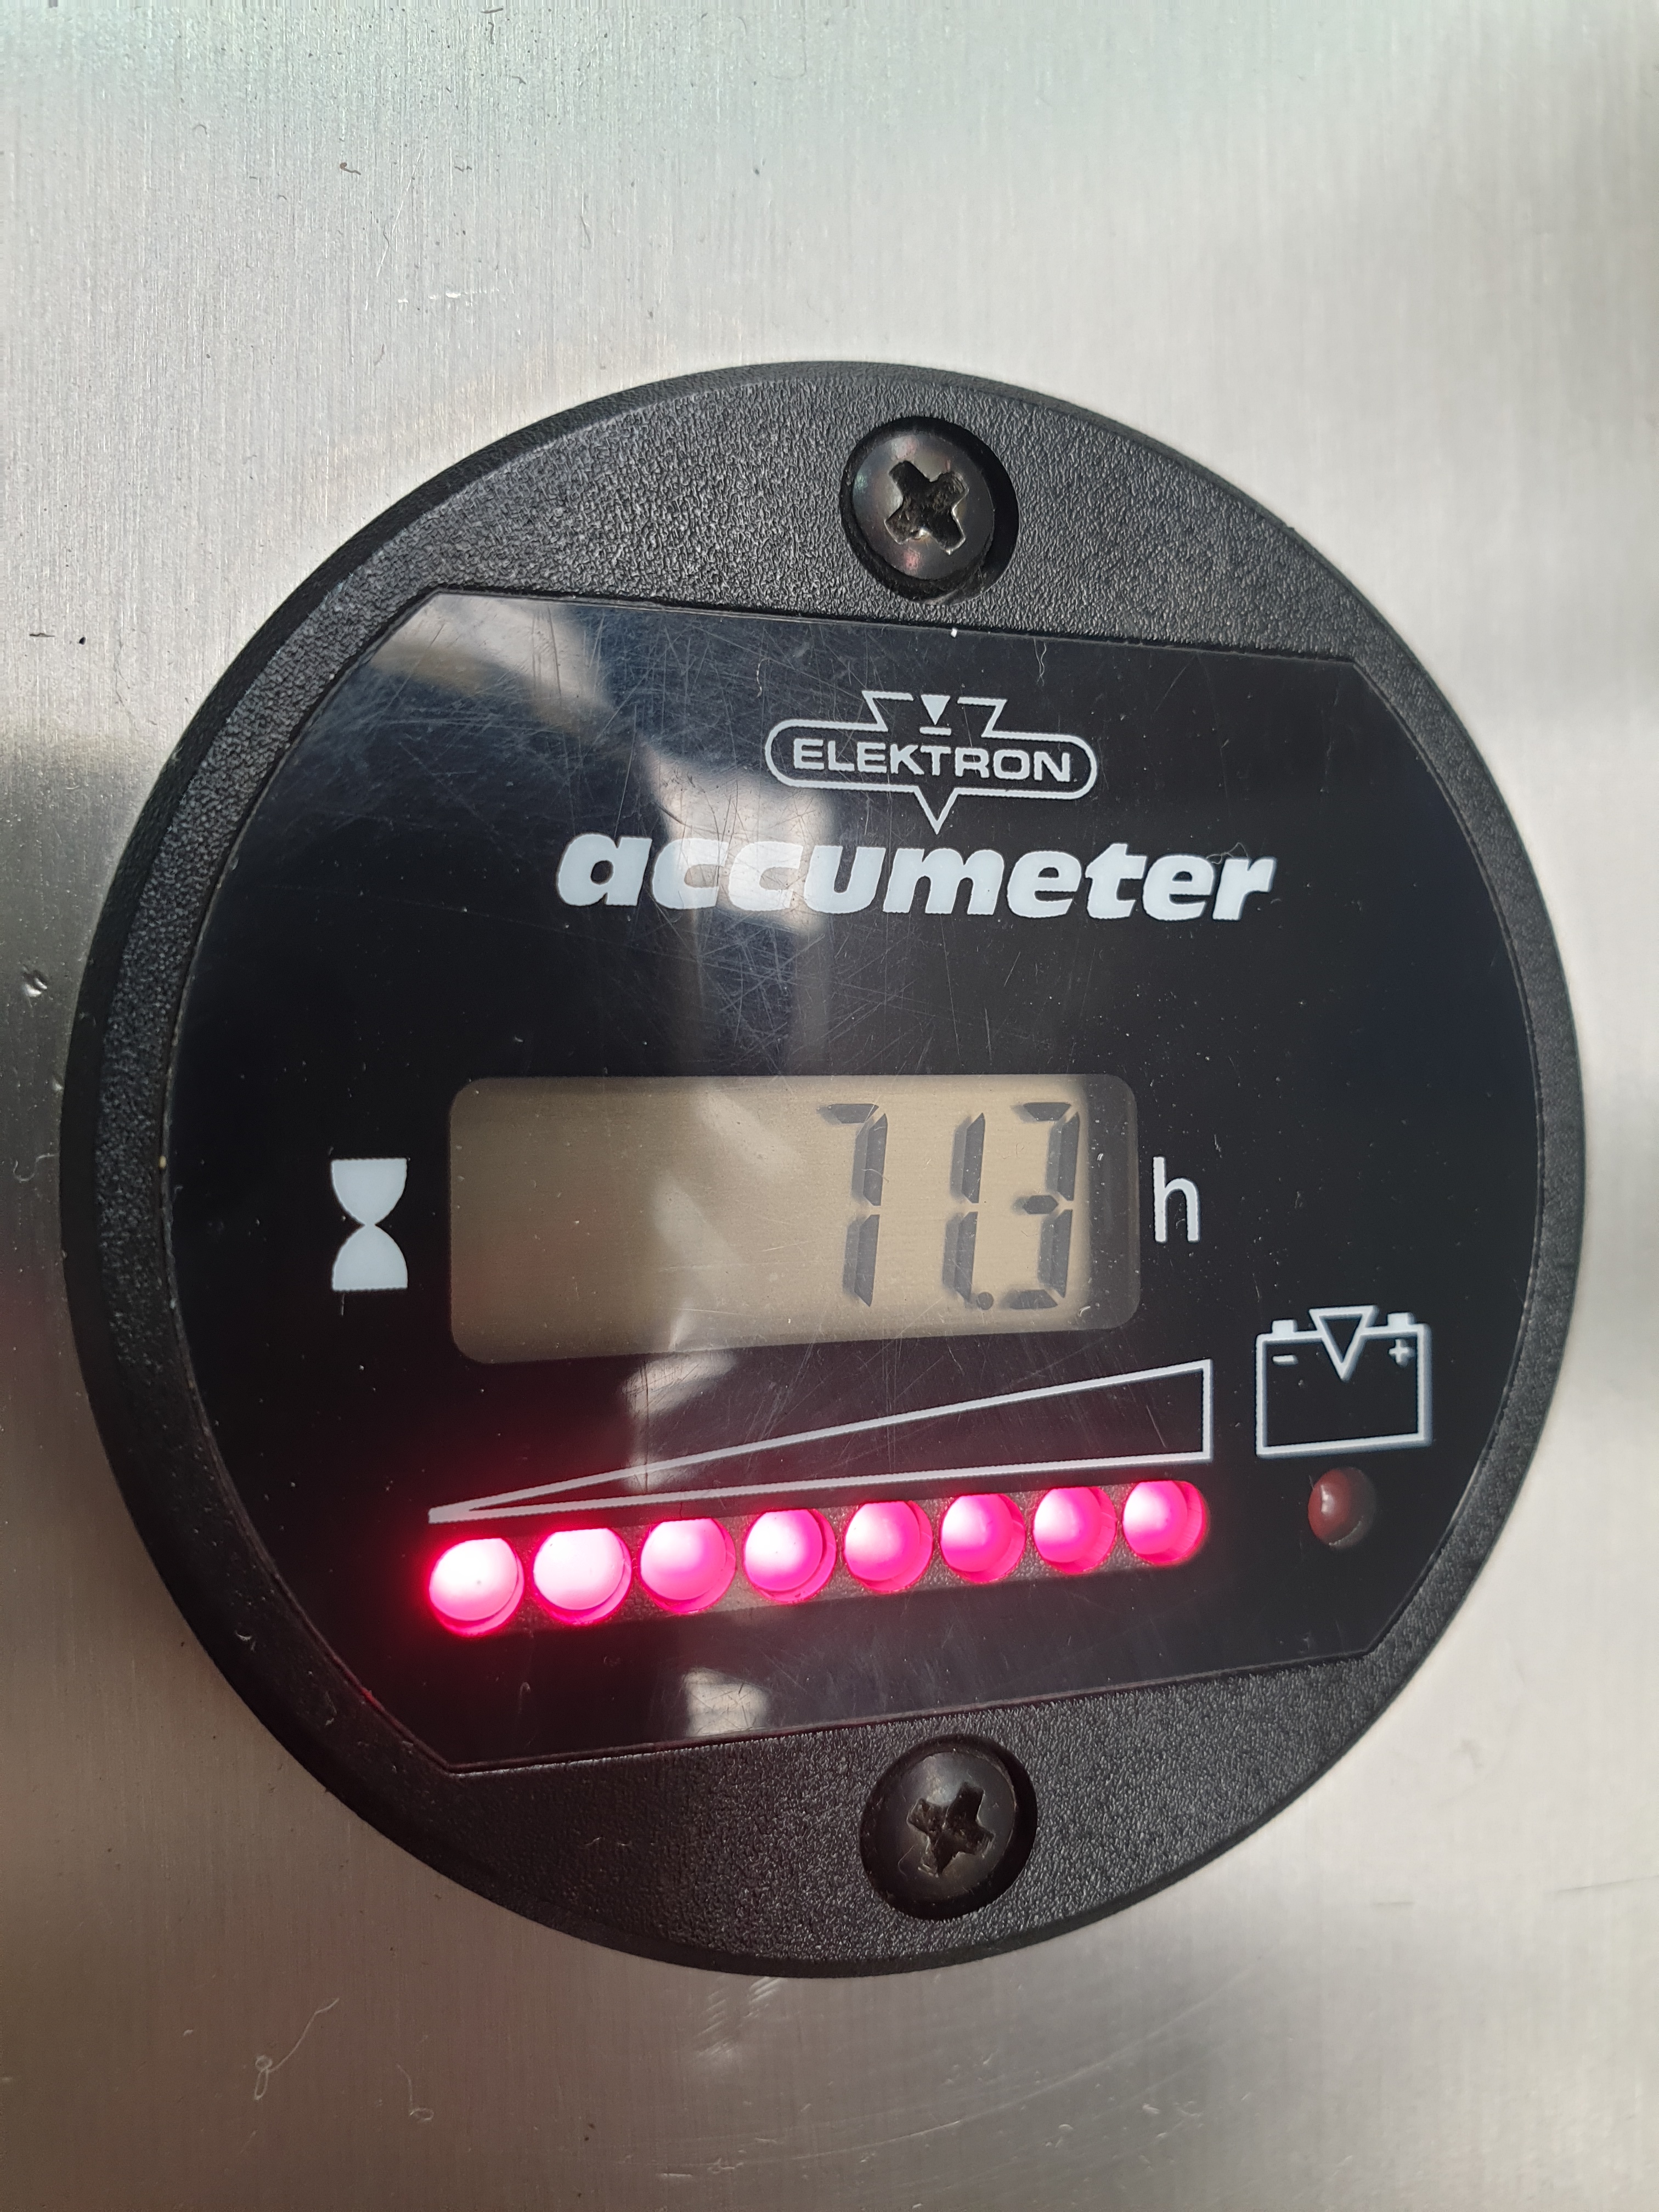 ELEKTRON
accumeter
71.3 h
- +